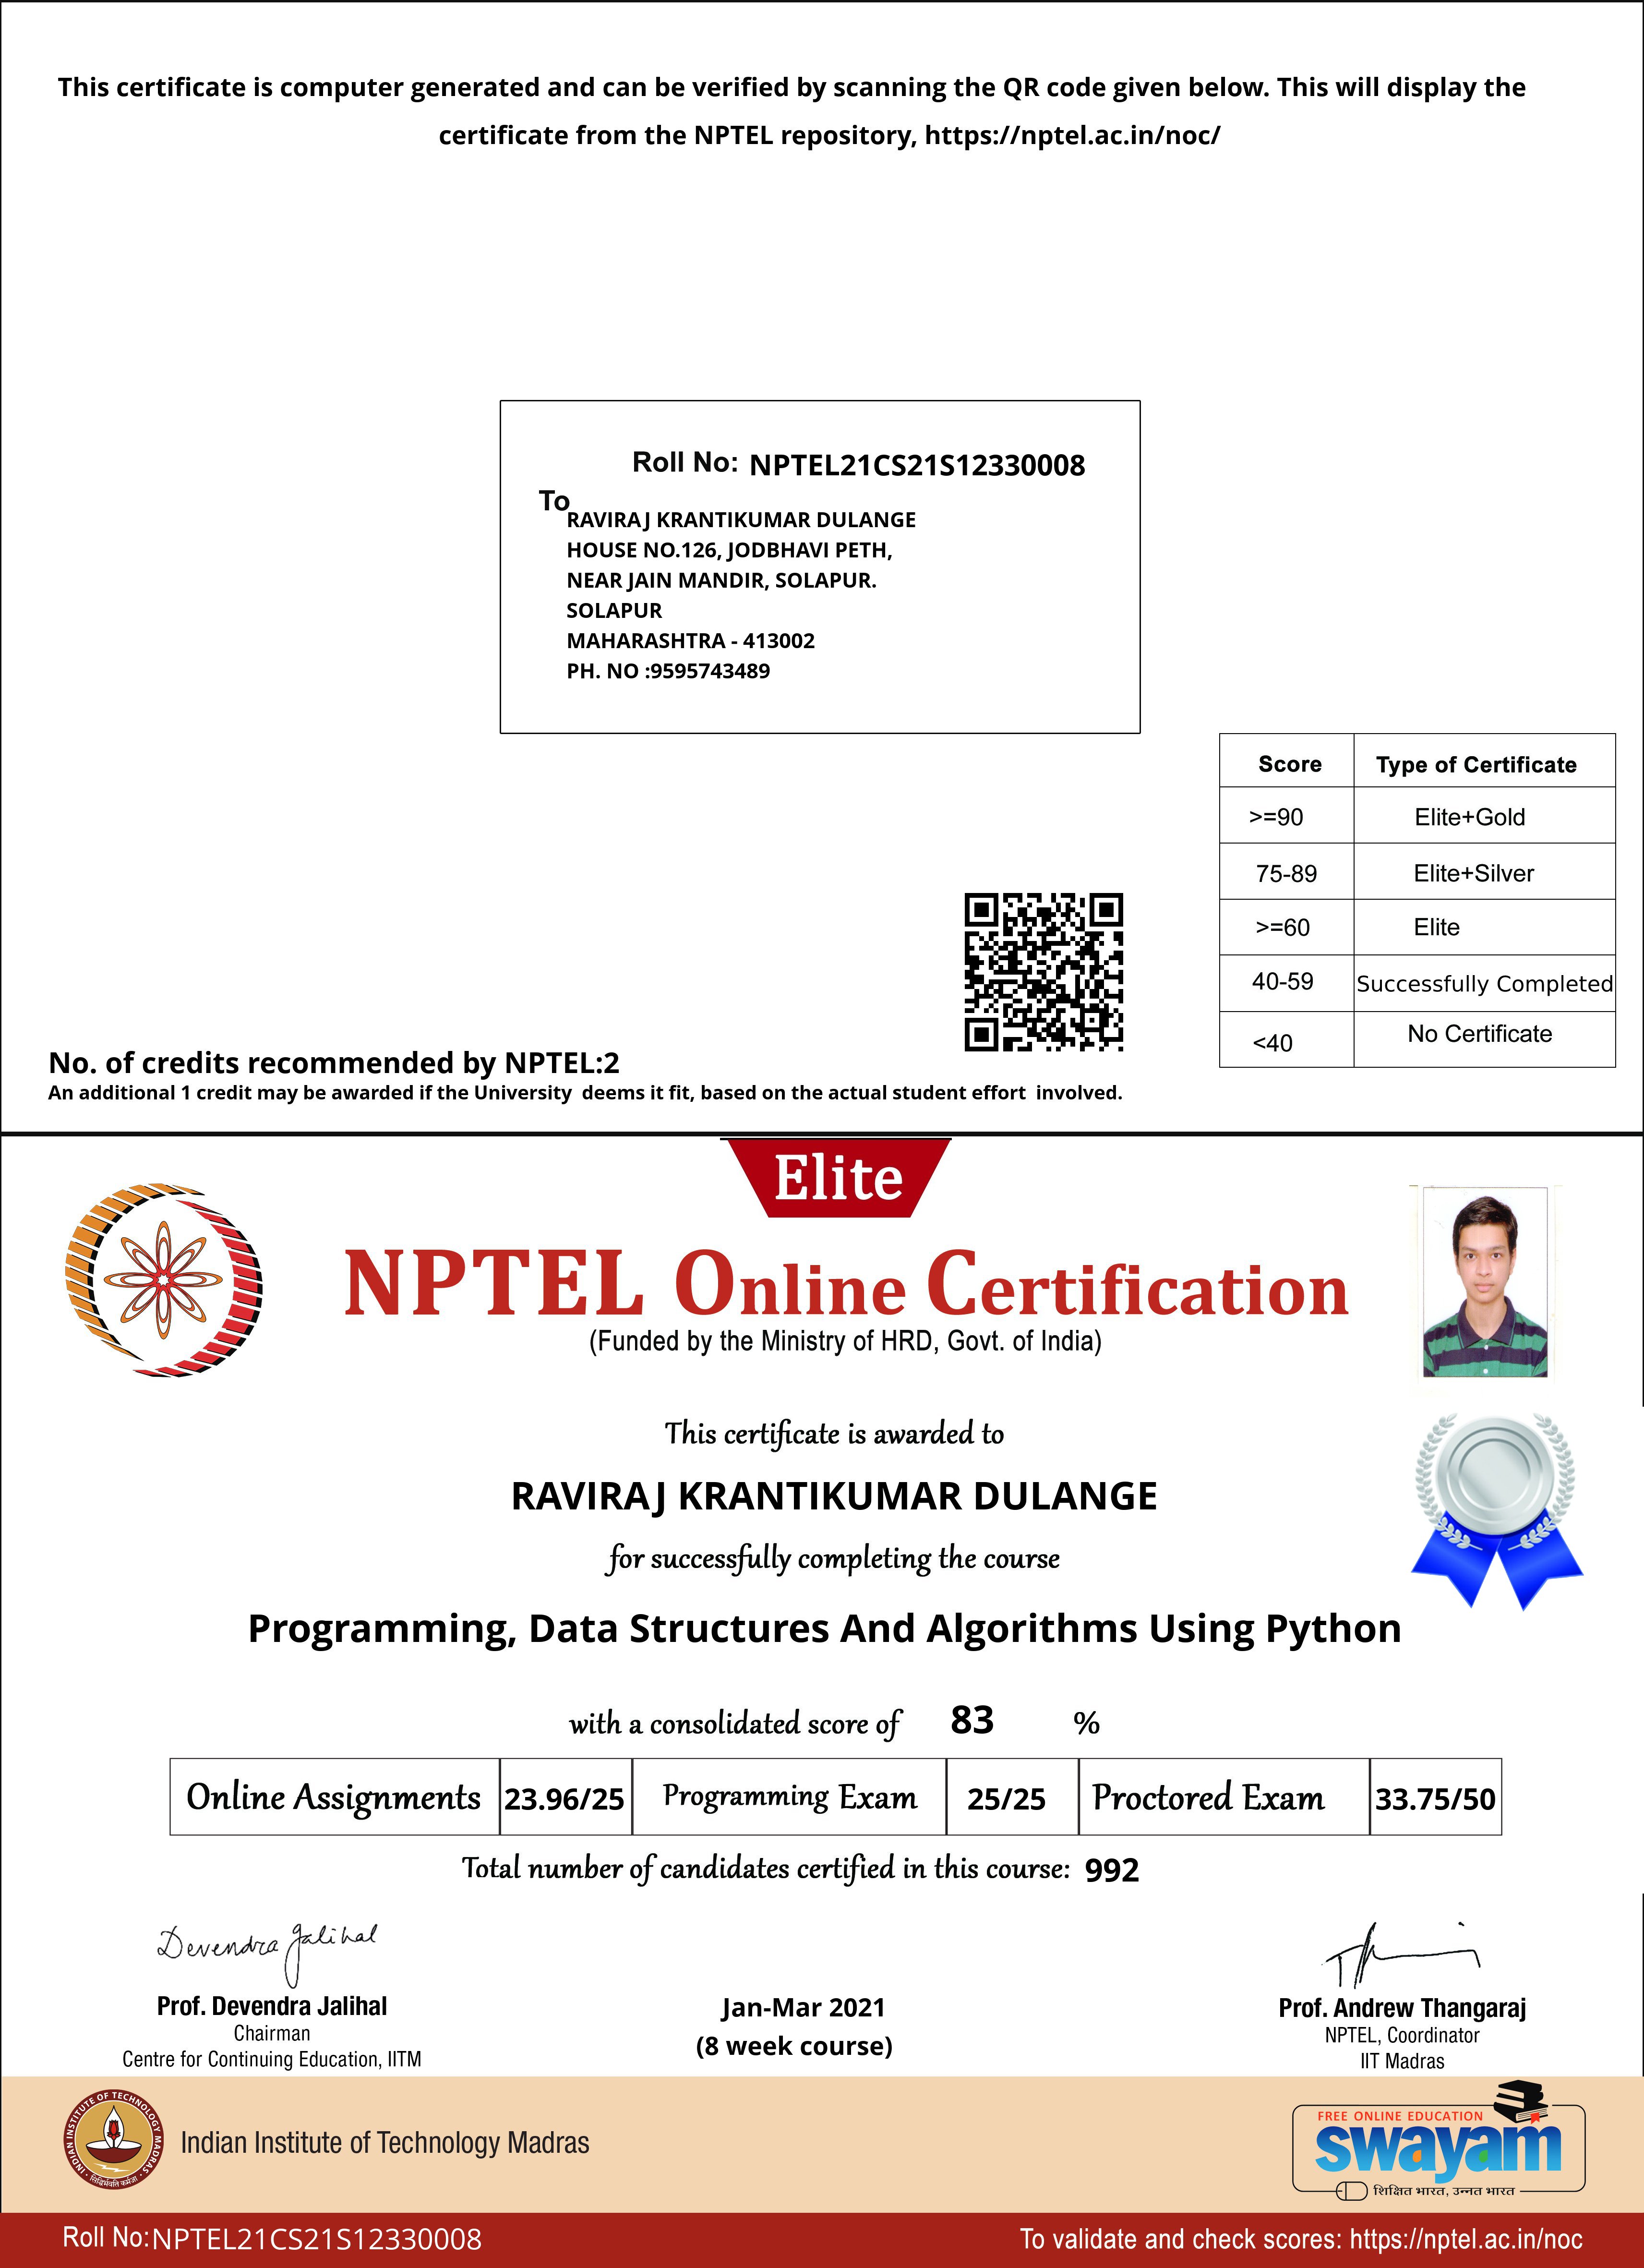 This certificate is computer generated and can be verified by scanning the QR code given below. This will display the
certificate from the NPTEL repository, https://nptel.ac.in/noc/
Roll No: NPTEL21CS21S12330008
To
RAVIRAJ KRANTIKUMAR DULANGE
HOUSE NO.126, JODBHAVI PETH,
NEAR JAIN MANDIR, SOLAPUR.
SOLAPUR
MAHARASHTRA - 413002
PH. NO :9595743489
Score Type of Certificate
>=90 Elite+Gold
75-89 Elite+Silver
>=60 Elite
40-59 Successfully Completed
<40 No Certificate
No. of credits recommended by NPTEL:2
An additional 1 credit may be awarded if the University deems it fit, based on the actual student effort involved.
Elite
NPTEL Online Certification
(Funded by the Ministry of HRD, Govt. of India)
This certificate is awarded to
RAVIRAJ KRANTIKUMAR DULANGE
for successfully completing the course
Programming, Data Structures And Algorithms Using Python
with a consolidated score of 83 %
Online Assignments 23.96/25 Programming Exam 25/25 Proctored Exam 33.75/50
Total number of candidates certified in this course: 992
Devendra Jalihal
Prof. Devendra Jalihal
Chairman
Centre for Continuing Education, IITM
Jan-Mar 2021
(8 week course)
Prof. Andrew Thangaraj
NPTEL, Coordinator
IIT Madras
INDIAN INSTITUTE OF TECHNOLOGY MADRAS
सिद्धिर्भवति कर्मजा
Indian Institute of Technology Madras
FREE ONLINE EDUCATION
swayam
शिक्षित भारत, उन्नत भारत
Roll No:NPTEL21CS21S12330008
To validate and check scores: https://nptel.ac.in/noc